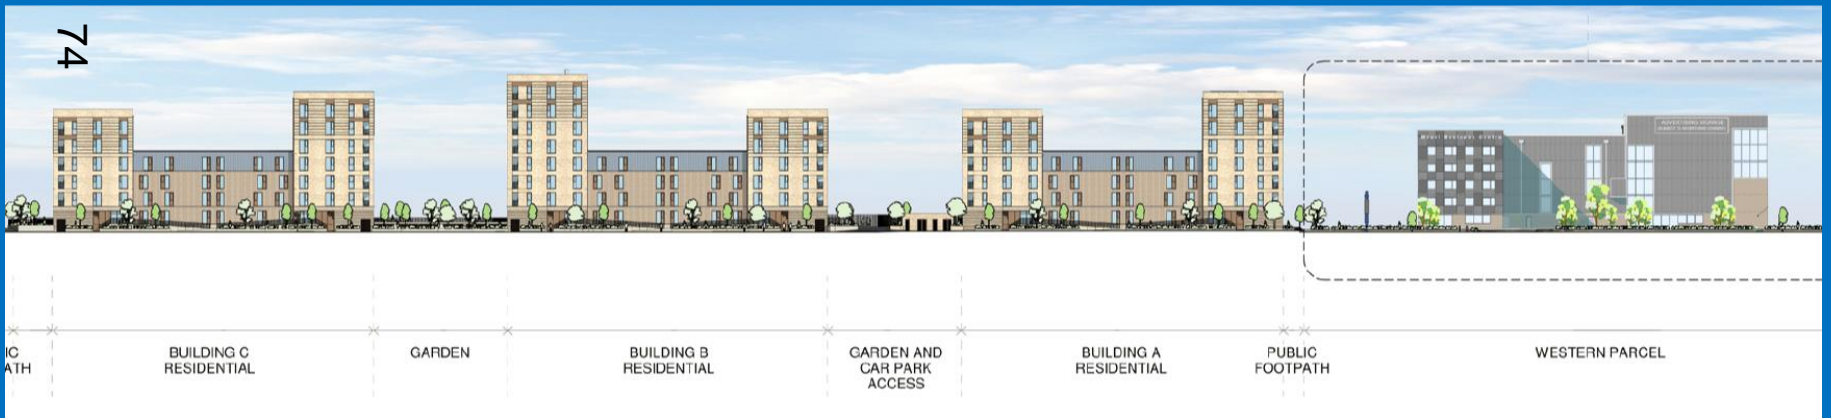 74
IC
ATH
BUILDING C
RESIDENTIAL
GARDEN
BUILDING B
RESIDENTIAL
GARDEN AND
CAR PARK
ACCESS
BUILDING A
RESIDENTIAL
PUBLIC
FOOTPATH
WESTERN PARCEL